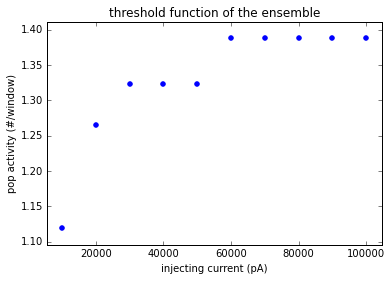 threshold function of the ensemble
pop activity (#/window)
1.40
1.35
1.30
1.25
1.20
1.15
1.10
20000 40000 60000 80000 100000
injecting current (pA)